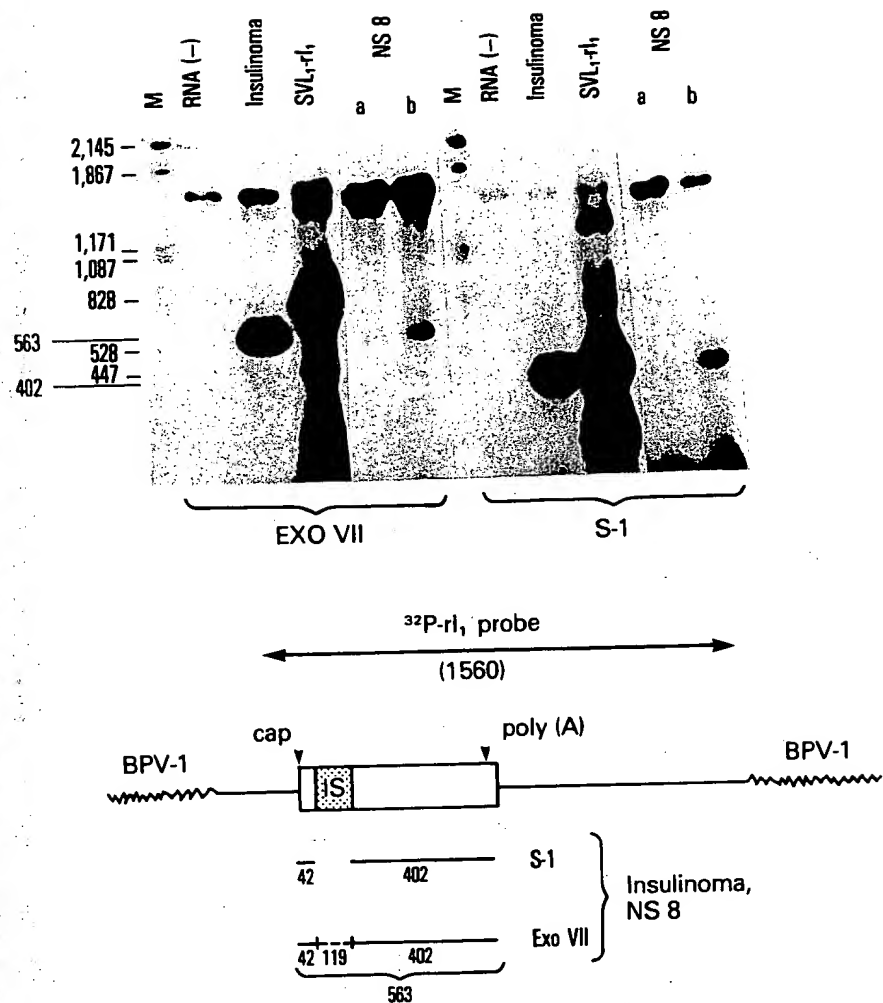 NS 8 NS 8
M RNA (–) Insulinoma SVL₁-rI₁ a b M RNA (–) Insulinoma SVL₁-rI₁ a b
2,145 –
1,867 –
1,171 –
1,087 –
828 –
563
528 –
447 –
402
EXO VII S-1
³²P-rI₁ probe
(1560)
cap poly (A)
BPV-1 BPV-1
IS
S-1
42 402
Insulinoma,
NS 8
Exo VII
42 119 402
563